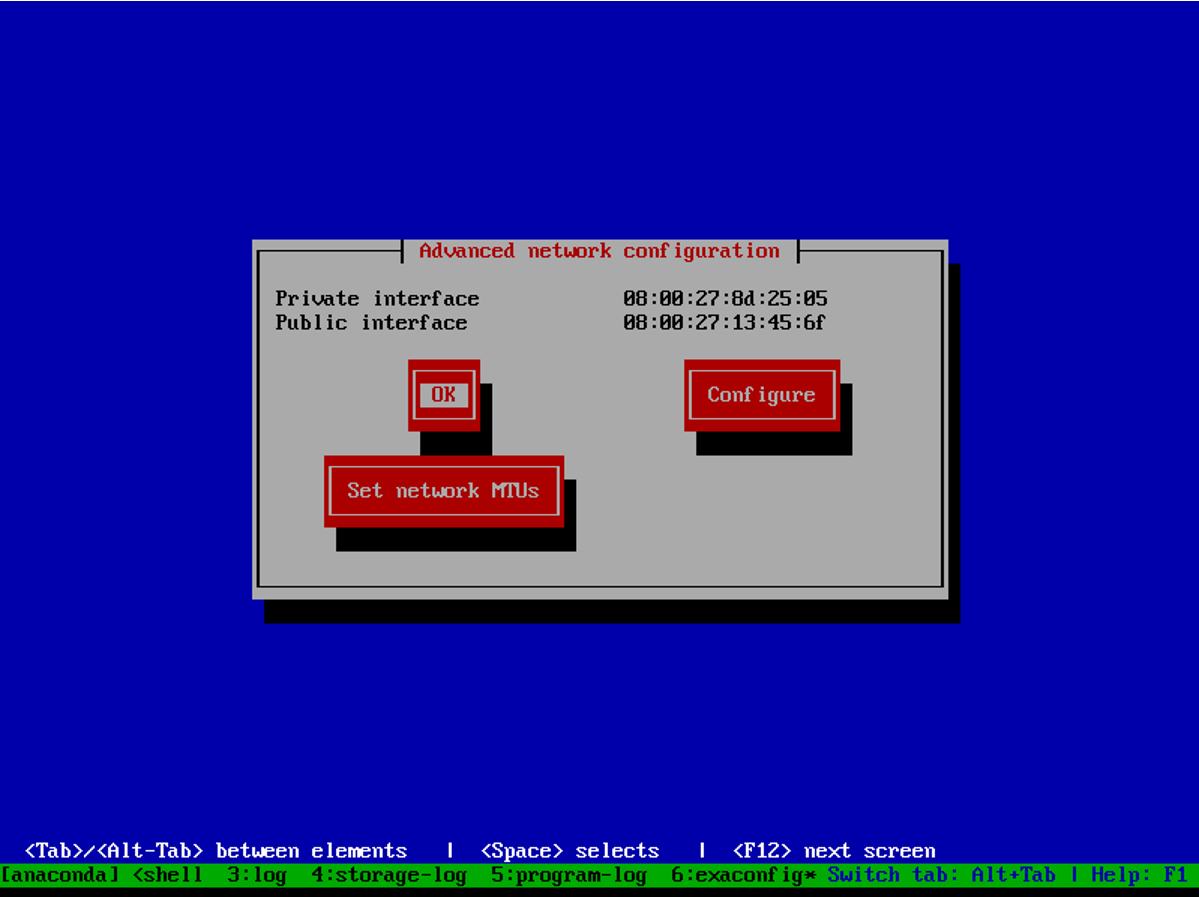 Advanced network configuration
Private interface 08:00:27:8d:25:05
Public interface 08:00:27:13:45:6f
OK Configure
Set network MTUs
<Tab>/<Alt-Tab> between elements | <Space> selects | <F12> next screen
[anaconda] <shell 3:log 4:storage-log 5:program-log 6:exaconfig* Switch tab: Alt+Tab | Help: F1